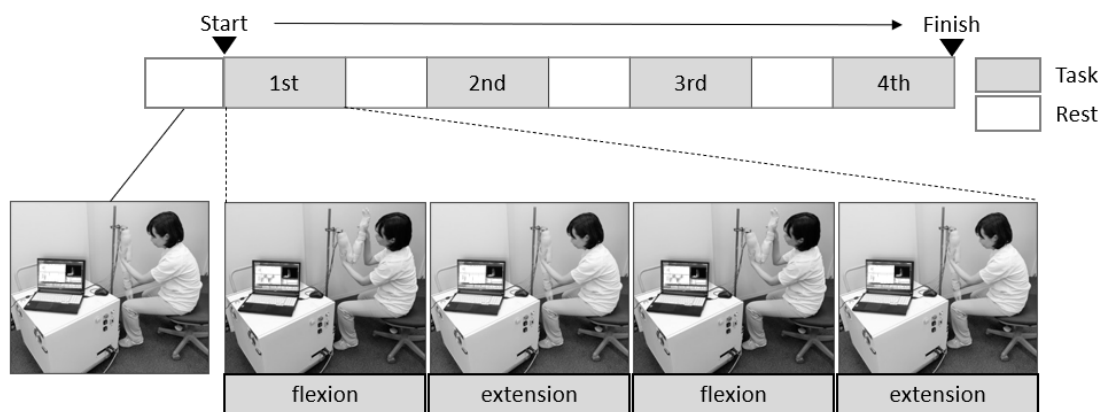 Start
Finish
1st
2nd
3rd
4th
Task
Rest
flexion
extension
flexion
extension